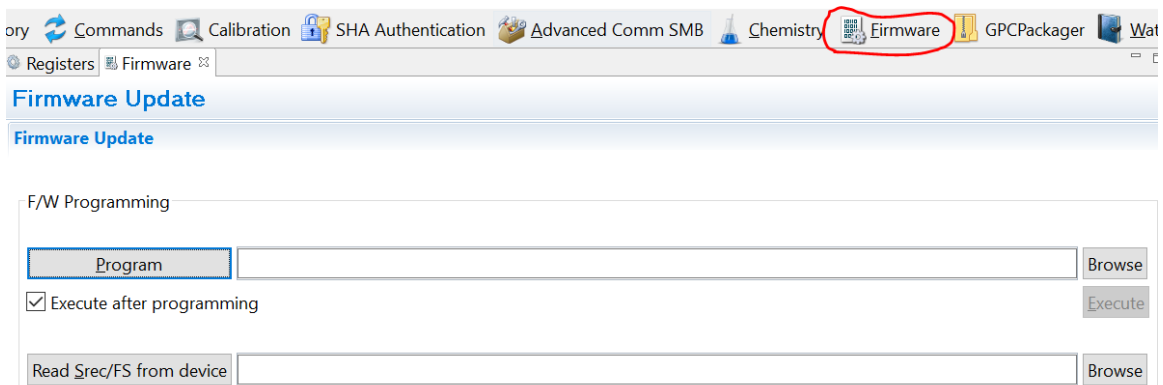 ory Commands Calibration SHA Authentication Advanced Comm SMB Chemistry Firmware GPCPackager Wat
Registers Firmware
Firmware Update
Firmware Update
F/W Programming
Program Browse
Execute after programming Execute
Read Srec/FS from device Browse